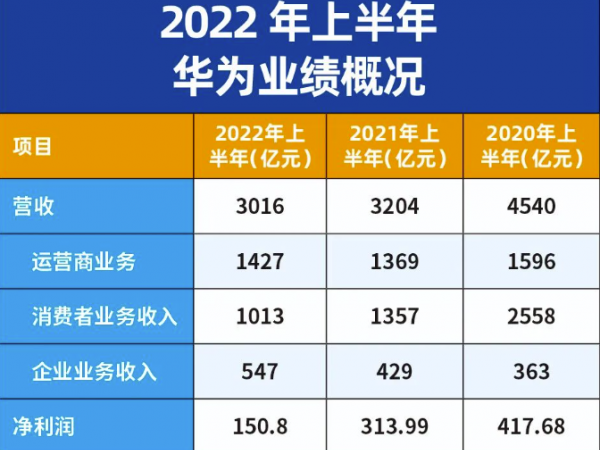 2022 年上半年
华为业绩概况
项目 2022年上半年(亿元) 2021年上半年(亿元) 2020年上半年(亿元)
营收 3016 3204 4540
运营商业务 1427 1369 1596
消费者业务收入 1013 1357 2558
企业业务收入 547 429 363
净利润 150.8 313.99 417.68